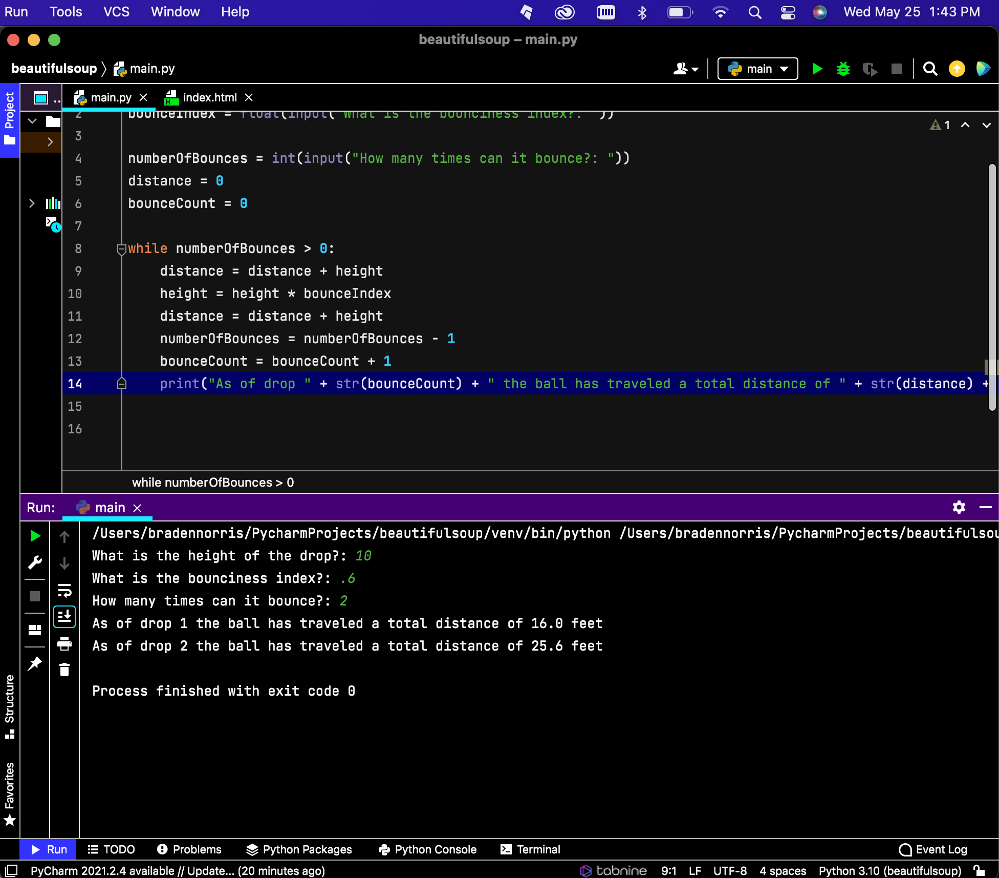 Run Tools VCS Window Help Wed May 25 1:43 PM
beautifulsoup – main.py
beautifulsoup main.py main
Project .. main.py index.html
2 bounceIndex = float(input("What is the bounciness index?: "))
1
3
4 numberOfBounces = int(input("How many times can it bounce?: "))
5 distance = 0
6 bounceCount = 0
7
8 while numberOfBounces > 0:
9 distance = distance + height
10 height = height * bounceIndex
11 distance = distance + height
12 numberOfBounces = numberOfBounces - 1
13 bounceCount = bounceCount + 1
14 print("As of drop " + str(bounceCount) + " the ball has traveled a total distance of " + str(distance) +
15
16
while numberOfBounces > 0
Run: main
/Users/bradennorris/PycharmProjects/beautifulsoup/venv/bin/python /Users/bradennorris/PycharmProjects/beautifulsou
What is the height of the drop?: 10
What is the bounciness index?: .6
How many times can it bounce?: 2
As of drop 1 the ball has traveled a total distance of 16.0 feet
As of drop 2 the ball has traveled a total distance of 25.6 feet
Process finished with exit code 0
Structure
Favorites
Run TODO Problems Python Packages Python Console Terminal Event Log
PyCharm 2021.2.4 available // Update... (20 minutes ago) tabnine 9:1 LF UTF-8 4 spaces Python 3.10 (beautifulsoup)